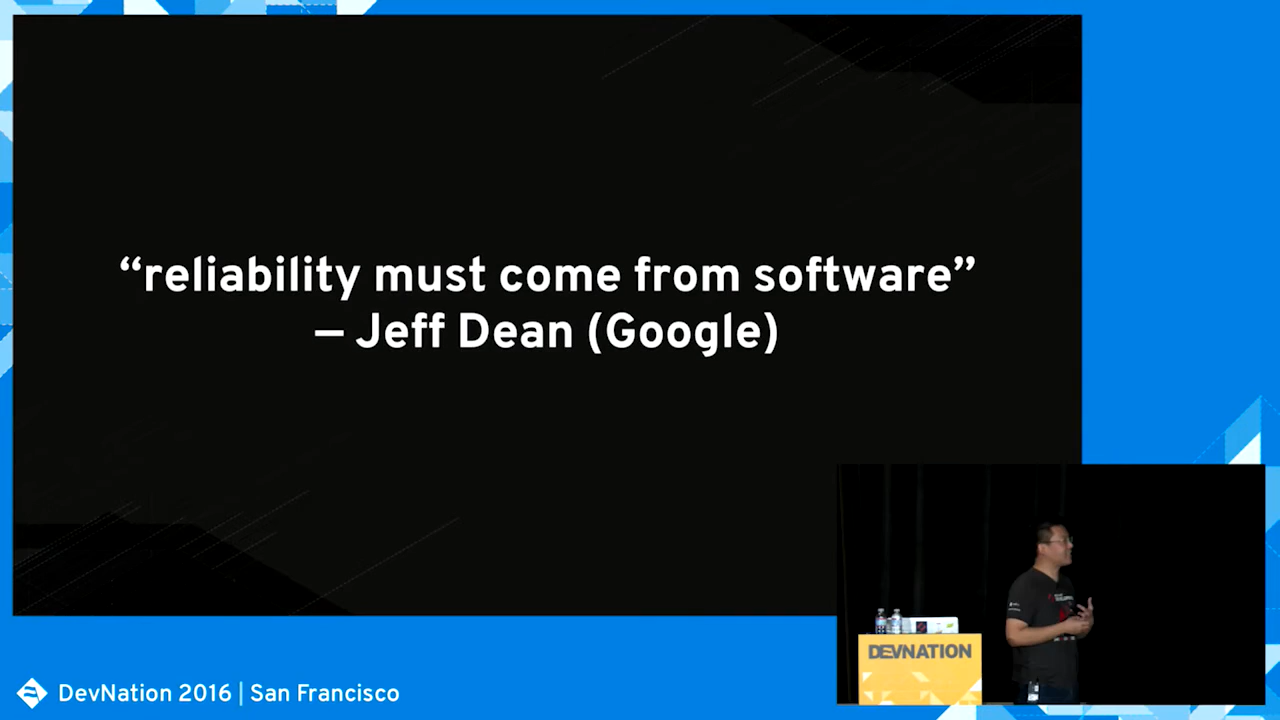 “reliability must come from software”
– Jeff Dean (Google)
DEVNATION
DevNation 2016 | San Francisco